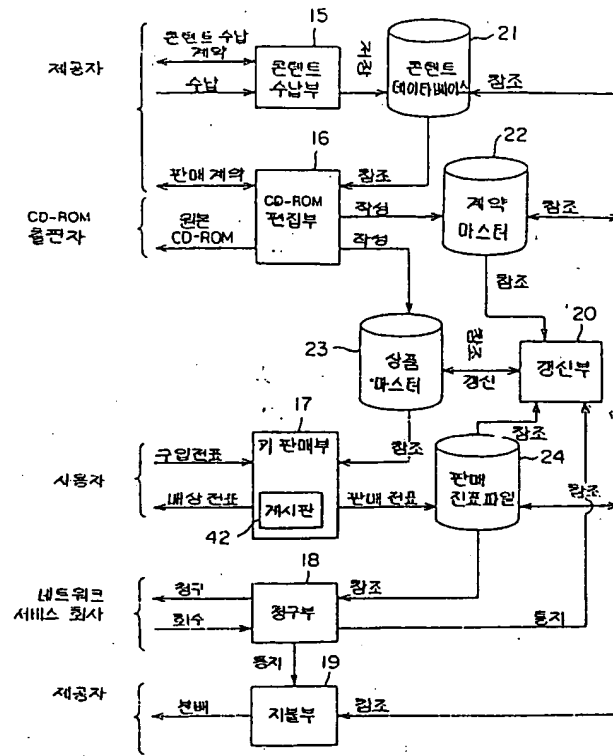 15
21
콘텐트 수납
계약
제공자
수납
콘텐트
수납부
저장
콘텐트
데이타베이스
참조
16
22
판매 계약
CD-ROM
편집부
참조
작성
계약
마스터
참조
CD-ROM
출판자
원본
CD-ROM
작성
참조
20
23
상품
마스터
참조
갱신
갱신부
17
키 판매부
참조
참조
24
사용자
구입전표
배상 전표
게시판
42
판매 전표
판매
전표파일
참조
18
네트워크
서비스 회사
청구
회수
청구부
참조
통지
통지
19
제공자
분배
지불부
참조